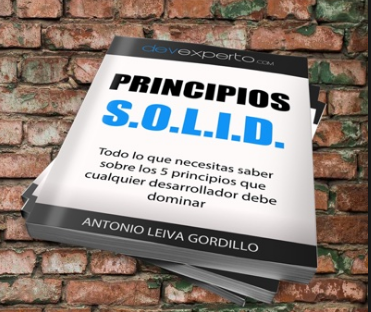 devexperto.com
PRINCIPIOS
S.O.L.I.D.
Todo lo que necesitas saber
sobre los 5 principios que
cualquier desarrollador debe
dominar
ANTONIO LEIVA GORDILLO